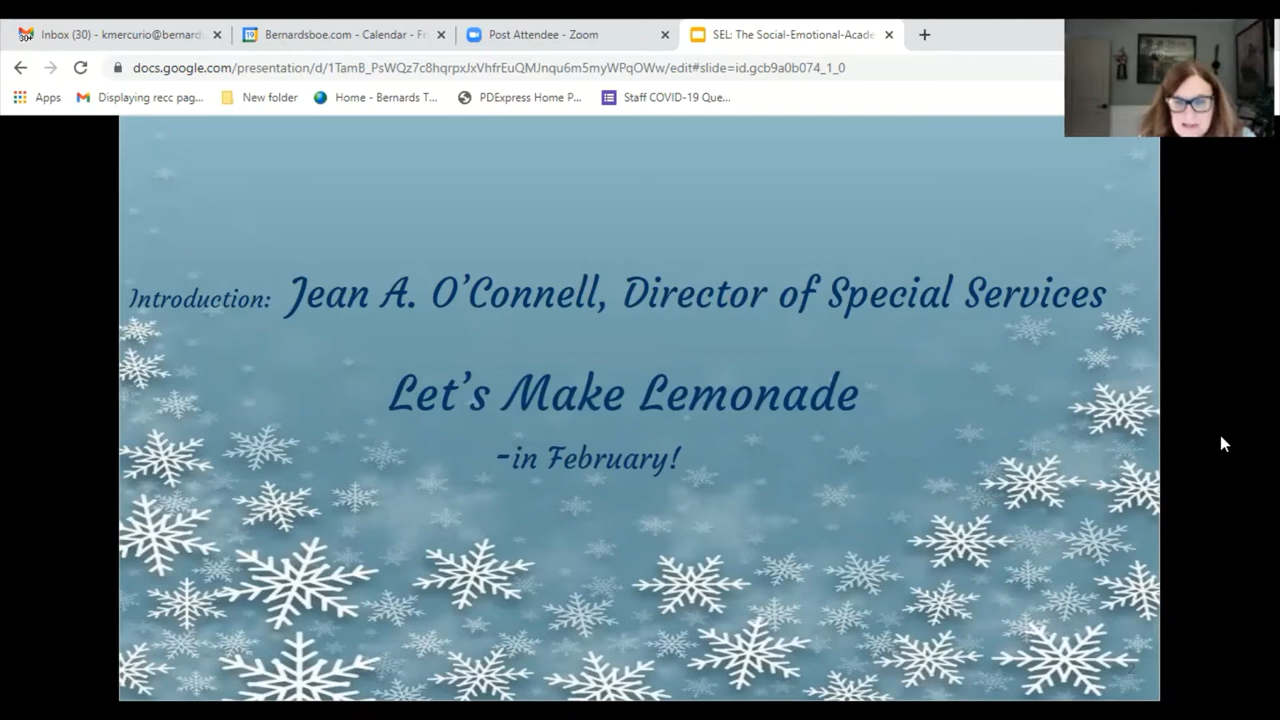 Inbox (30) - kmercurio@bernard
Bernardsboe.com - Calendar - F
Post Attendee - Zoom
SEL: The Social-Emotional-Acade
docs.google.com/presentation/d/1TamB_PsWQz7c8hqrpxJxVhfrEuQMJnqu6m5myWPqOWw/edit#slide=id.gcb9a0b074_1_0
Apps
Displaying recc pag...
New folder
Home - Bernards T...
PDExpress Home P...
Staff COVID-19 Que...
Introduction: Jean A. O'Connell, Director of Special Services
Let's Make Lemonade
-in February!